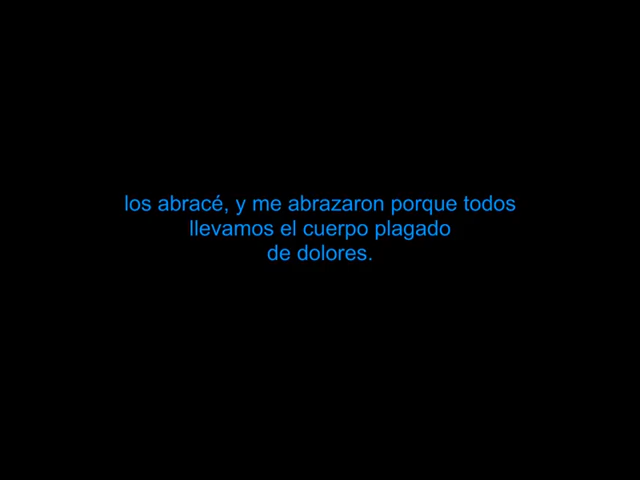 los abracé, y me abrazaron porque todos
llevamos el cuerpo plagado
de dolores.